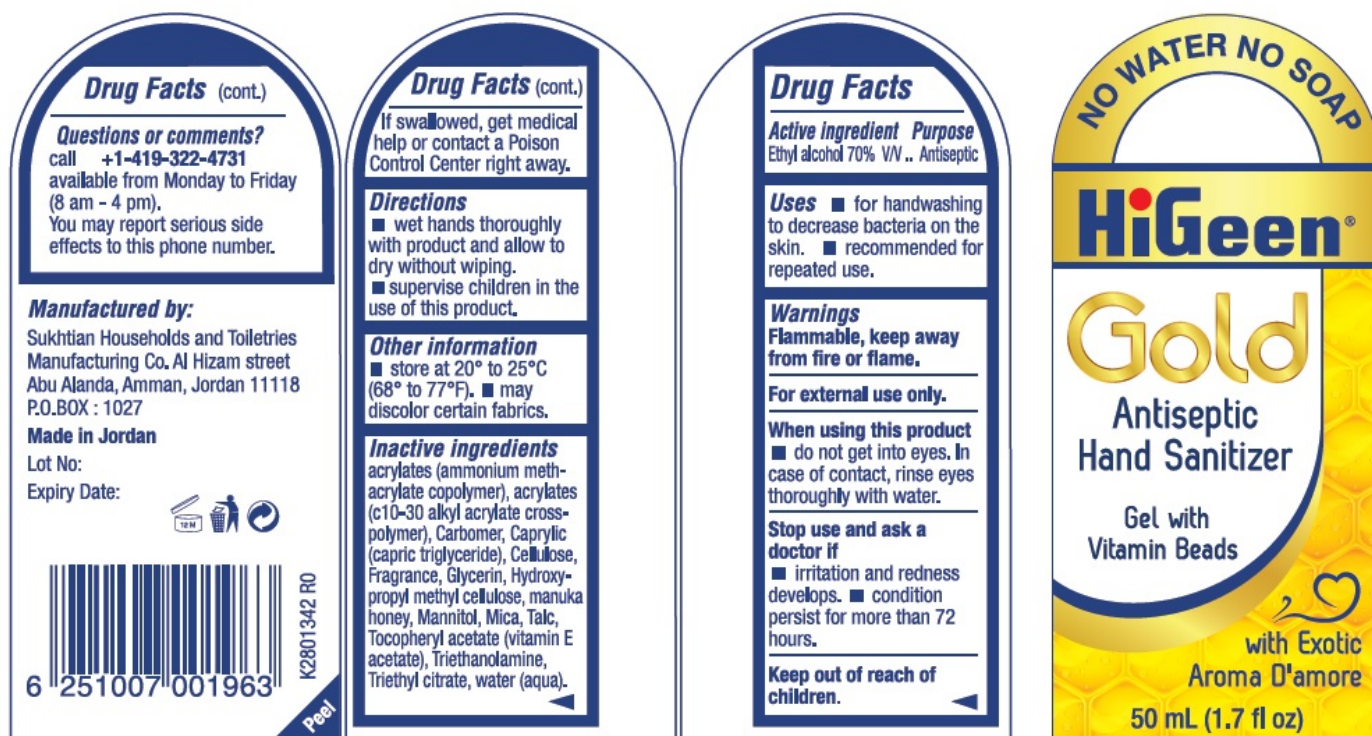 Drug Facts (cont.)
Questions or comments?
call +1-419-322-4731
available from Monday to Friday
(8 am - 4 pm).
You may report serious side
effects to this phone number.
Manufactured by:
Sukhtian Households and Toiletries
Manufacturing Co. Al Hizam street
Abu Alanda, Amman, Jordan 11118
P.O.BOX : 1027
Made in Jordan
Lot No:
Expiry Date:
12 M
6 251007 001963
K2801342 R0
Peel
Drug Facts (cont.)
If swallowed, get medical
help or contact a Poison
Control Center right away.
Directions
■ wet hands thoroughly
with product and allow to
dry without wiping.
■ supervise children in the
use of this product.
Other information
■ store at 20° to 25°C
(68° to 77°F). ■ may
discolor certain fabrics.
Inactive ingredients
acrylates (ammonium meth-
acrylate copolymer), acrylates
(c10-30 alkyl acrylate cross-
polymer), Carbomer, Caprylic
(capric triglyceride), Cellulose,
Fragrance, Glycerin, Hydroxy-
propyl methyl cellulose, manuka
honey, Mannitol, Mica, Talc,
Tocopheryl acetate (vitamin E
acetate), Triethanolamine,
Triethyl citrate, water (aqua).
Drug Facts
Active ingredient Purpose
Ethyl alcohol 70% V/V .. Antiseptic
Uses ■ for handwashing
to decrease bacteria on the
skin. ■ recommended for
repeated use.
Warnings
Flammable, keep away
from fire or flame.
For external use only.
When using this product
■ do not get into eyes. In
case of contact, rinse eyes
thoroughly with water.
Stop use and ask a
doctor if
■ irritation and redness
develops. ■ condition
persist for more than 72
hours.
Keep out of reach of
children.
NO WATER NO SOAP
HiGeen®
Gold
Antiseptic
Hand Sanitizer
Gel with
Vitamin Beads
with Exotic
Aroma D'amore
50 mL (1.7 fl oz)